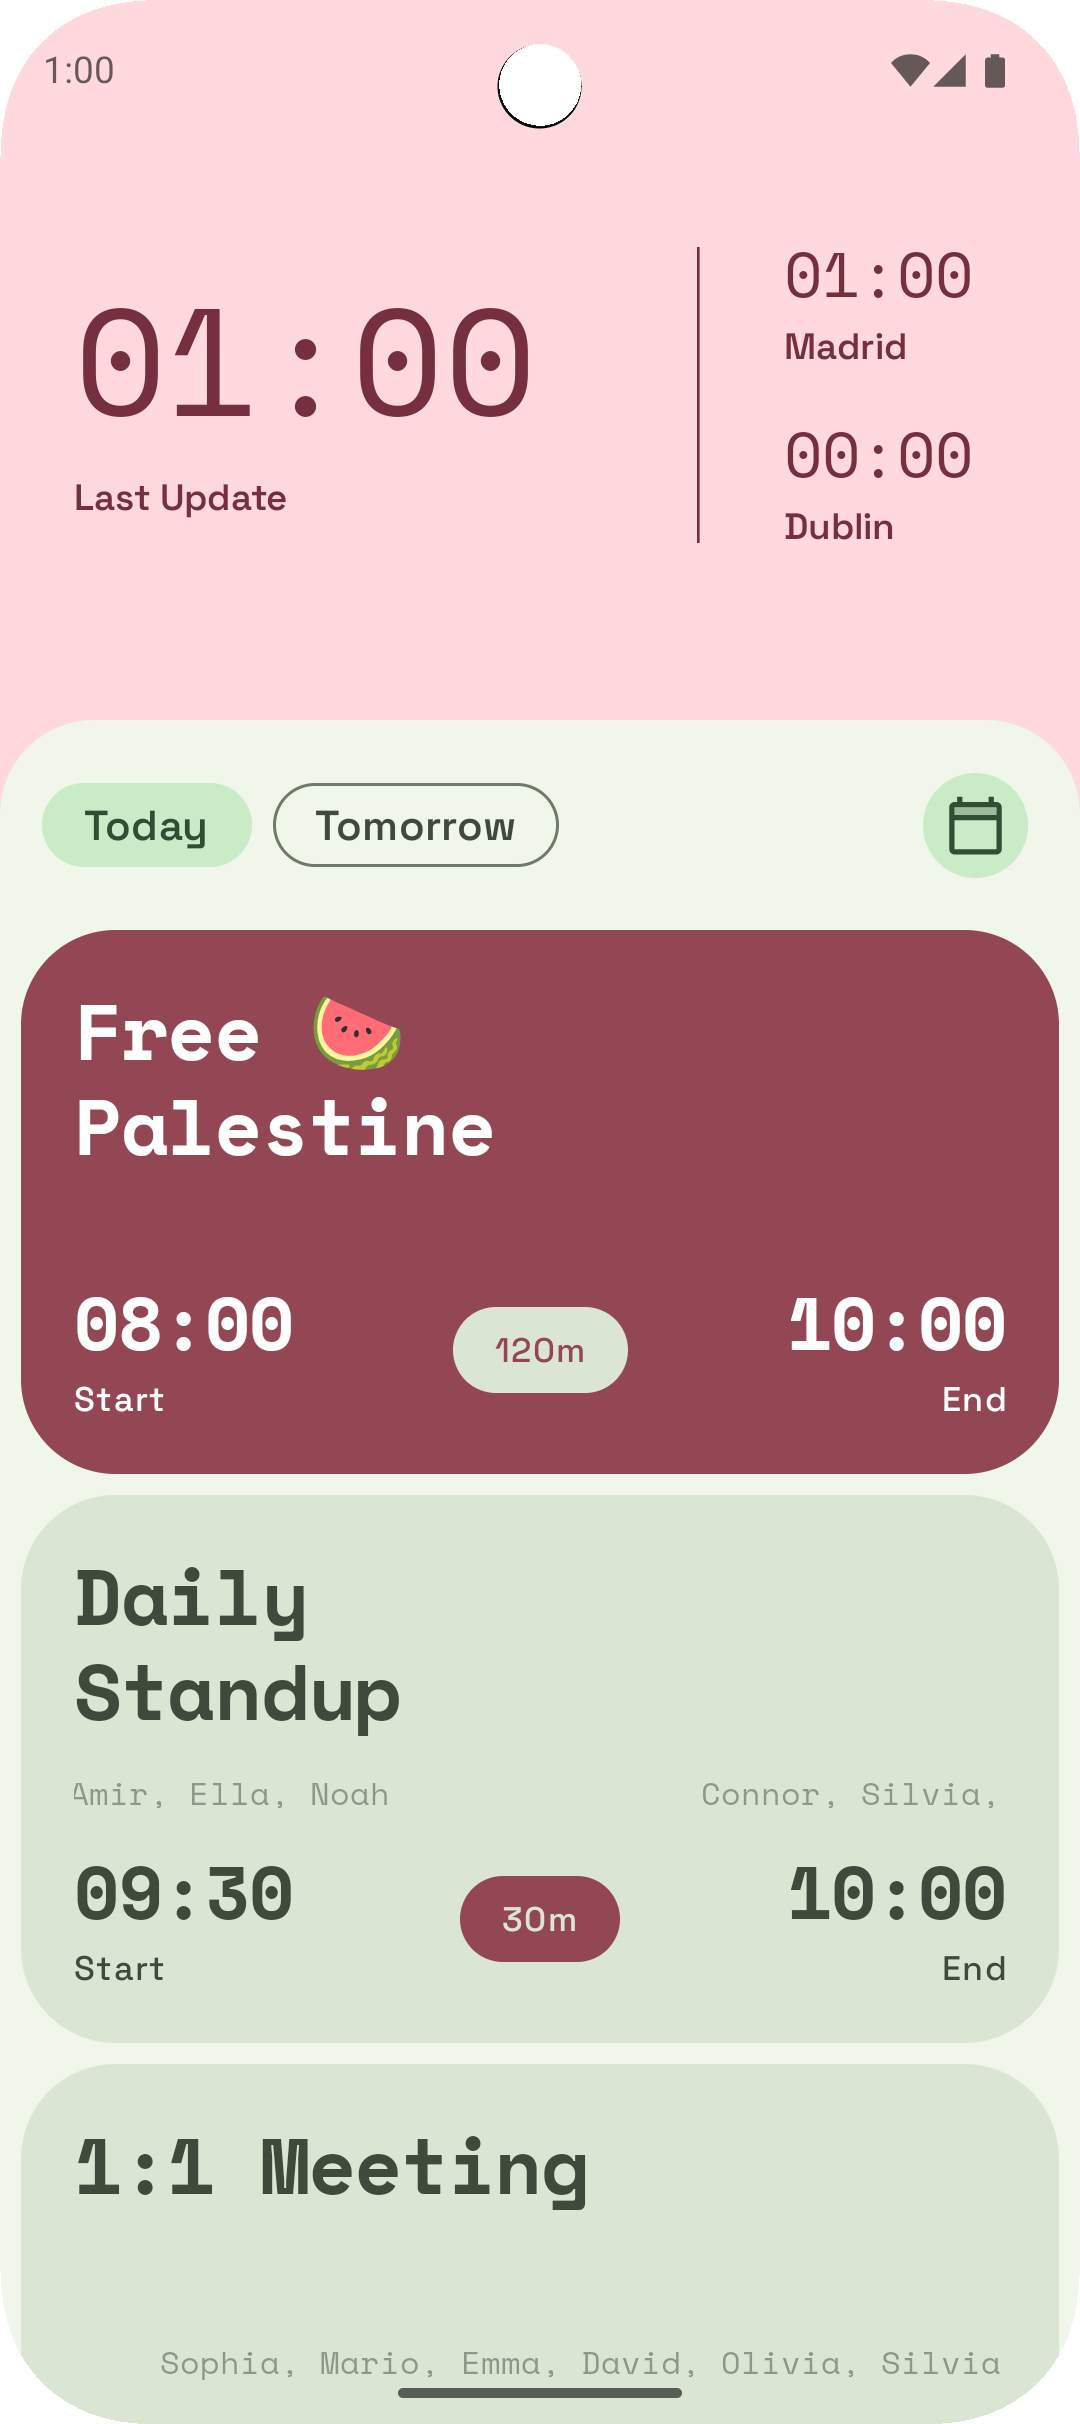 1:00
01:00
Last Update
01:00
Madrid
00:00
Dublin
Today
Tomorrow
Free 🍉
Palestine
08:00
Start
120m
10:00
End
Daily
Standup
Amir, Ella, Noah
Connor, Silvia,
09:30
Start
30m
10:00
End
1:1 Meeting
Sophia, Mario, Emma, David, Olivia, Silvia